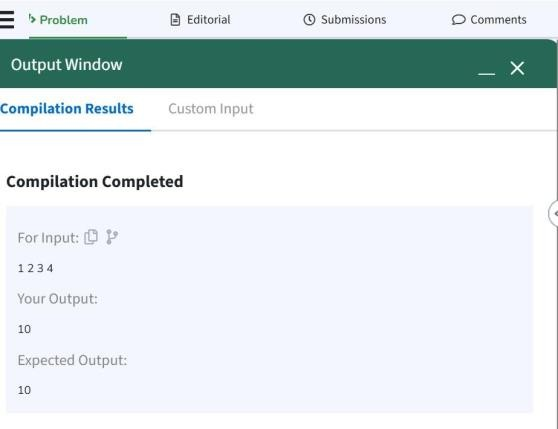 Problem Editorial Submissions Comments
Output Window
Compilation Results Custom Input
Compilation Completed
For Input:
1 2 3 4
Your Output:
10
Expected Output:
10